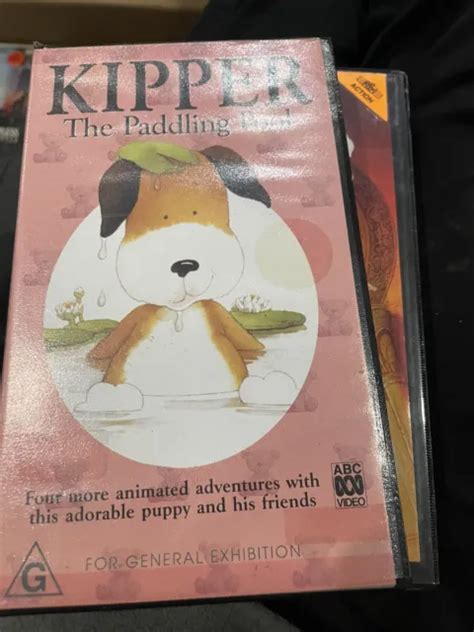 KIPPER
The Paddling
Four more animated adventures with
this adorable puppy and his friends
ABC
VIDEO
G
FOR GENERAL EXHIBITION
ACTION